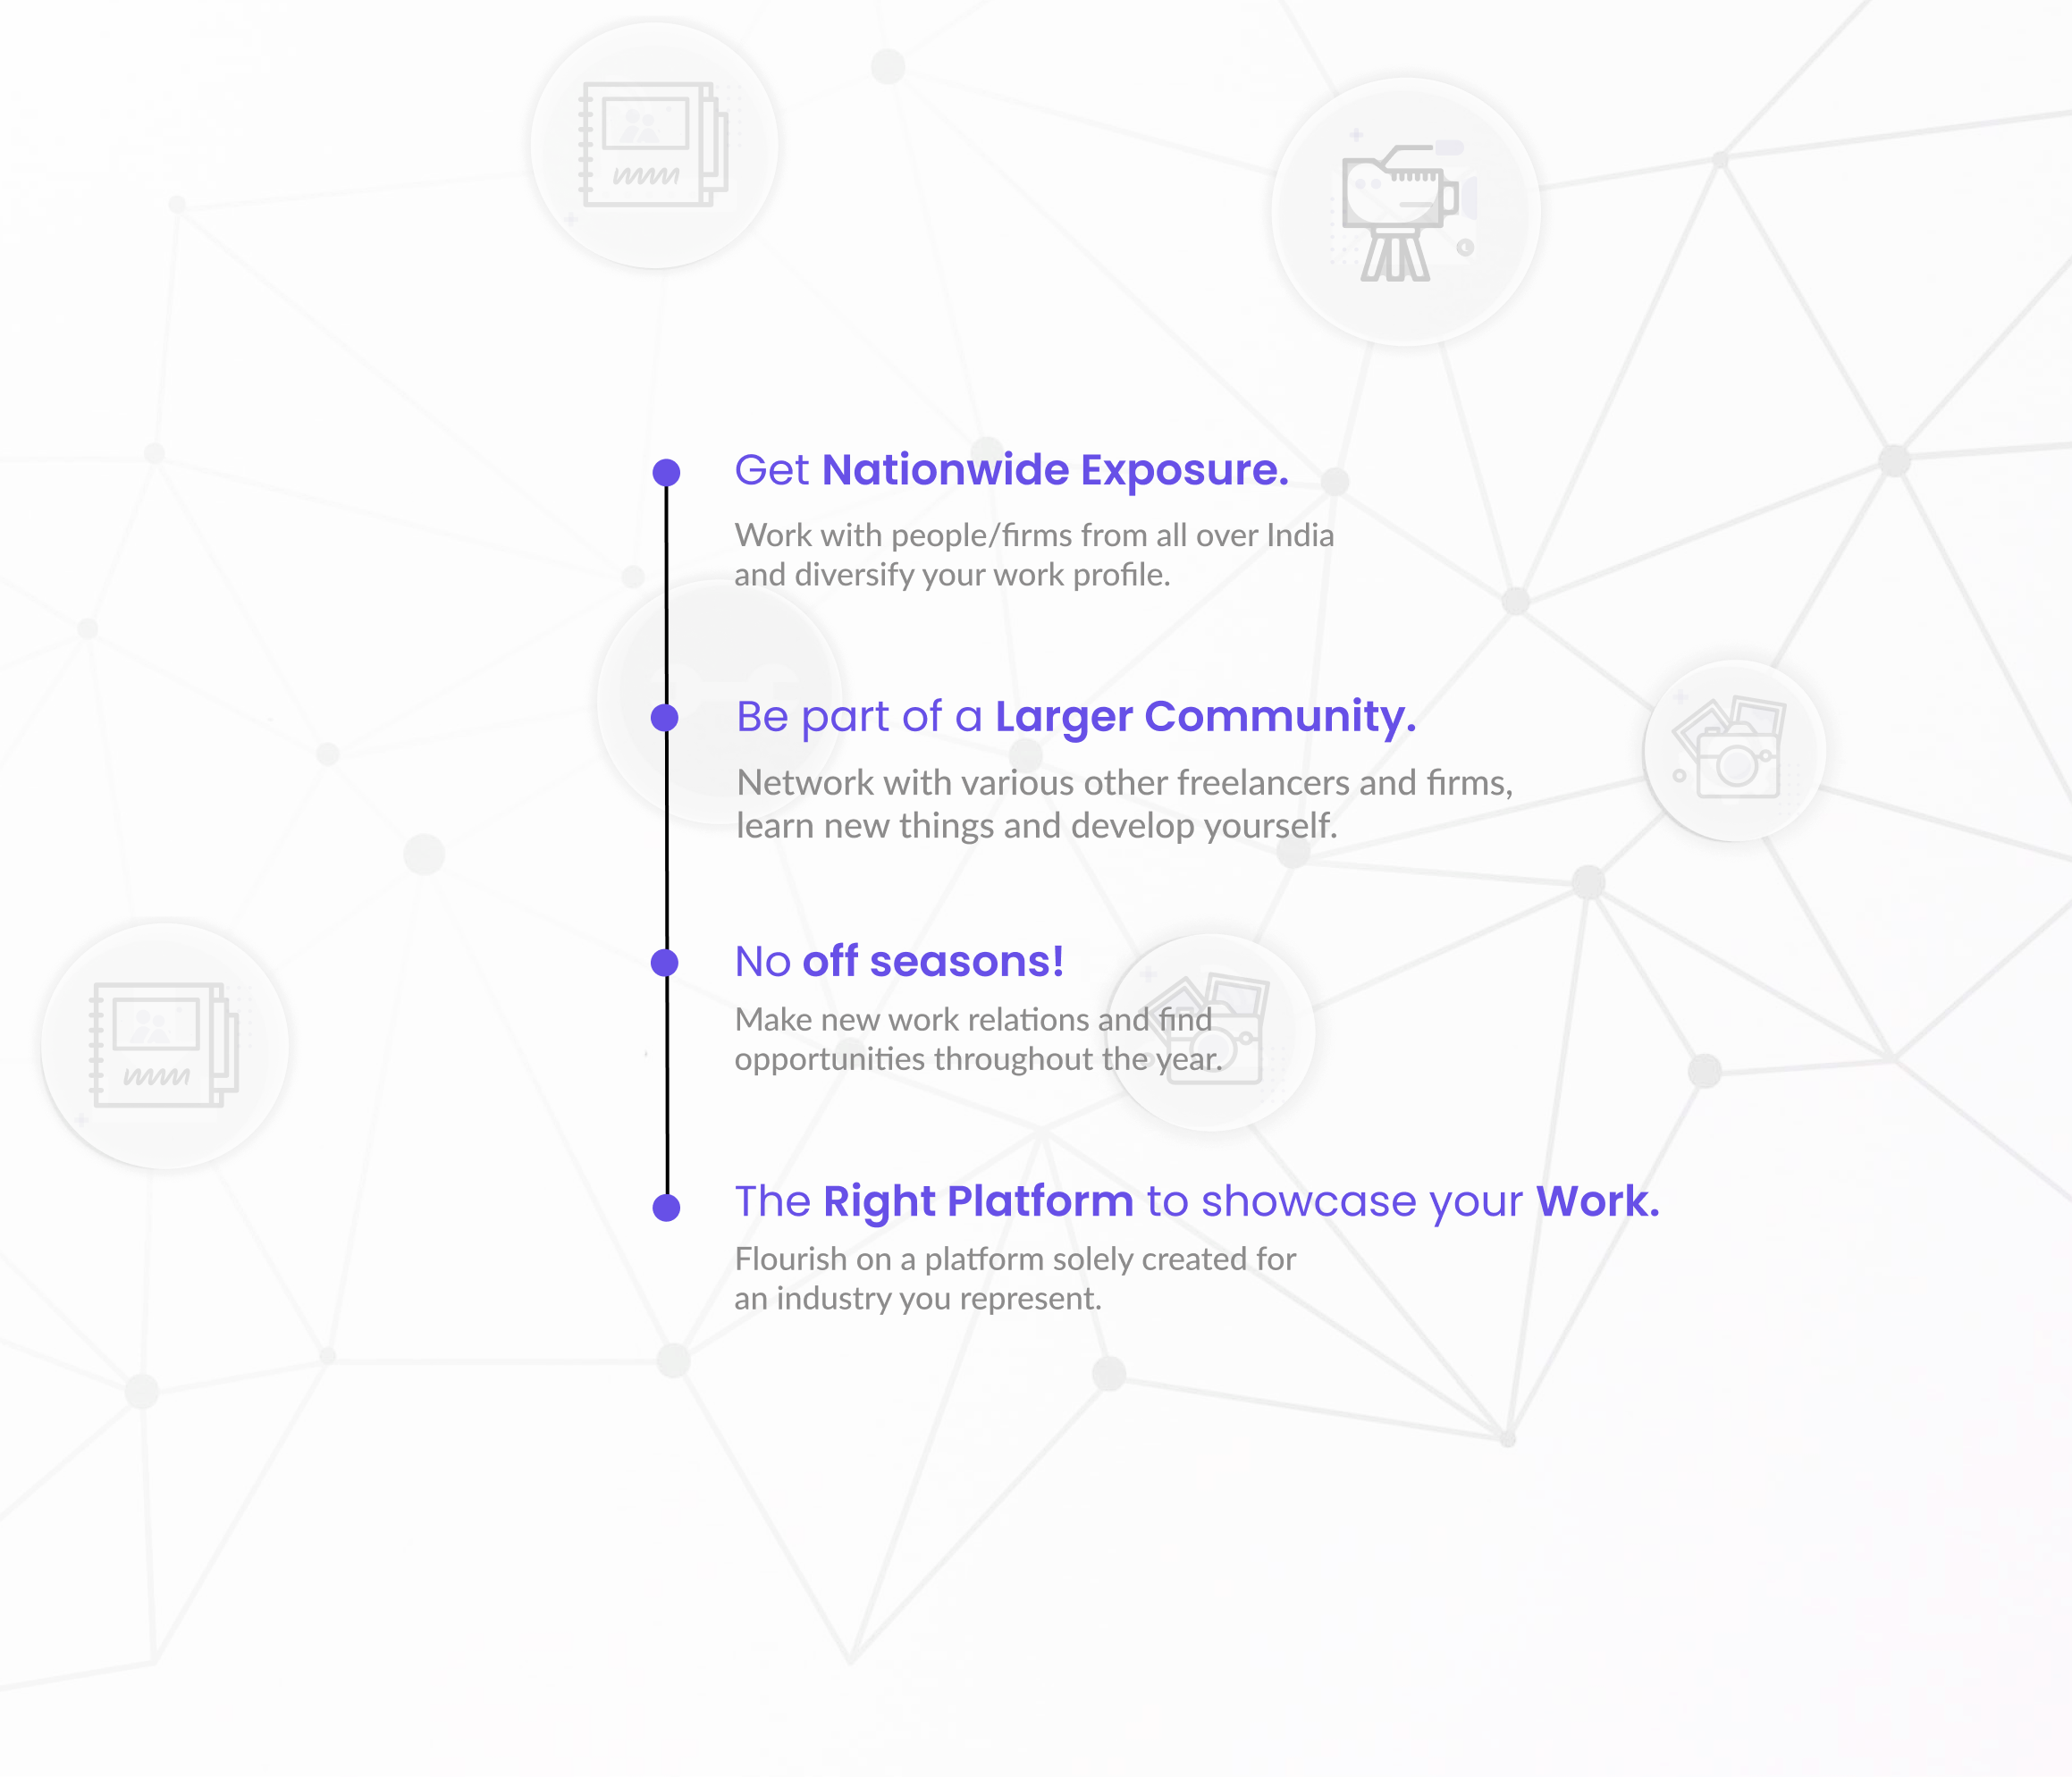 Get Nationwide Exposure.
Work with people/firms from all over India
and diversify your work profile.
Be part of a Larger Community.
Network with various other freelancers and firms,
learn new things and develop yourself.
No off seasons!
Make new work relations and find
opportunities throughout the year.
The Right Platform to showcase your Work.
Flourish on a platform solely created for
an industry you represent.